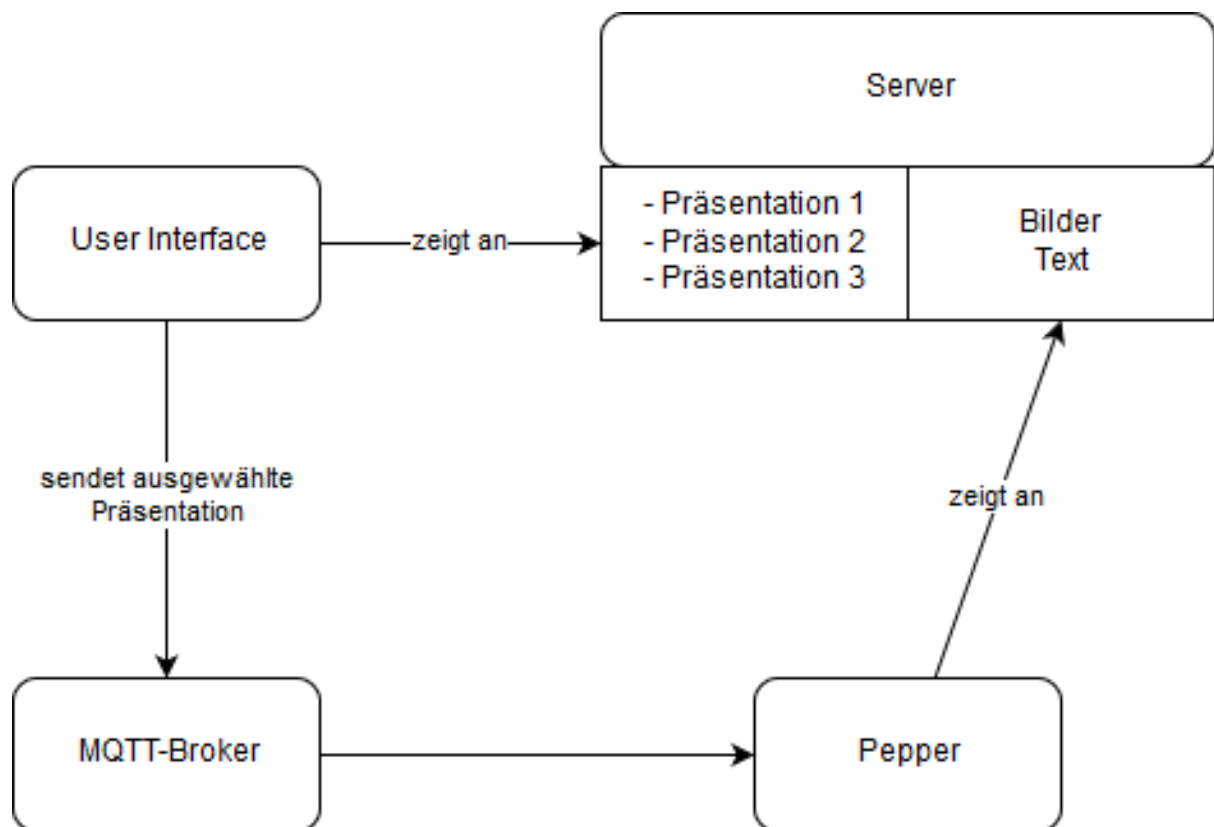 Server
User Interface
zeigt an
- Präsentation 1
- Präsentation 2
- Präsentation 3
Bilder
Text
sendet ausgewählte
Präsentation
zeigt an
MQTT-Broker
Pepper